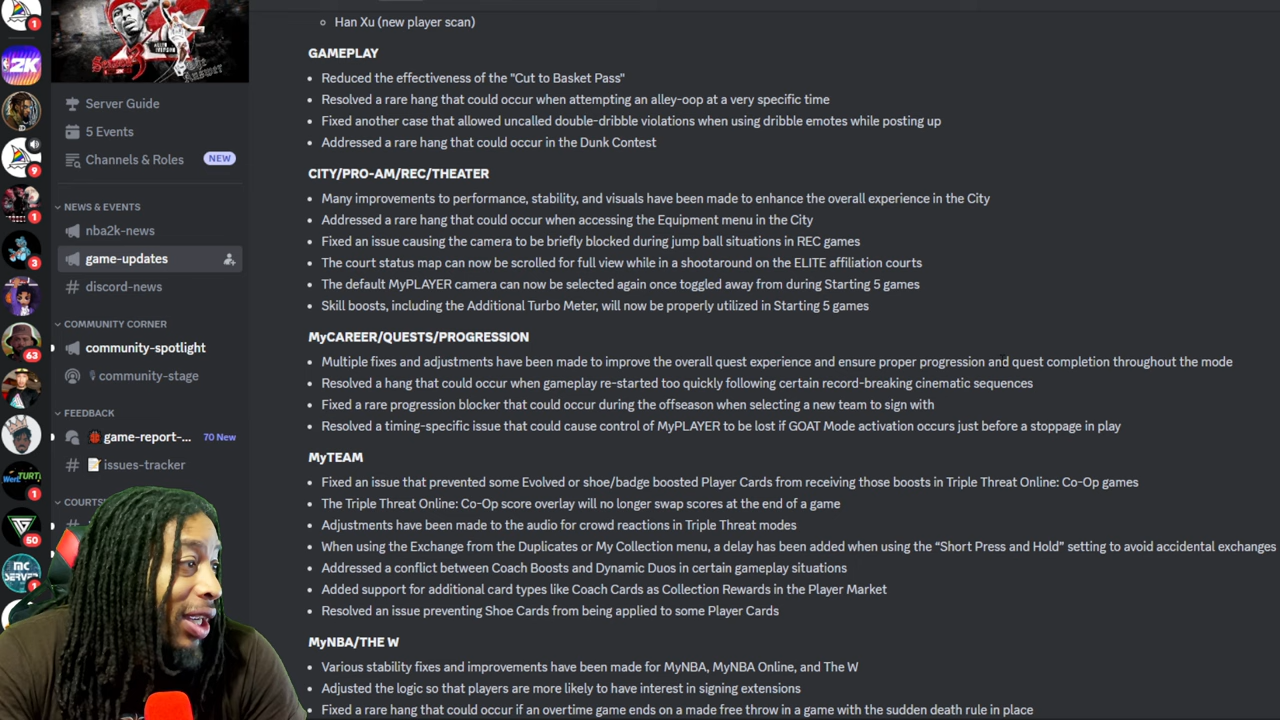 Han Xu (new player scan)
GAMEPLAY
Reduced the effectiveness of the "Cut to Basket Pass"
Resolved a rare hang that could occur when attempting an alley-oop at a very specific time
Fixed another case that allowed uncalled double-dribble violations when using dribble emotes while posting up
Addressed a rare hang that could occur in the Dunk Contest
CITY/PRO-AM/REC/THEATER
Many improvements to performance, stability, and visuals have been made to enhance the overall experience in the City
Addressed a rare hang that could occur when accessing the Equipment menu in the City
Fixed an issue causing the camera to be briefly blocked during jump ball situations in REC games
The court status map can now be scrolled for full view while in a shootaround on the ELITE affiliation courts
The default MyPLAYER camera can now be selected again once toggled away from during Starting 5 games
Skill boosts, including the Additional Turbo Meter, will now be properly utilized in Starting 5 games
MyCAREER/QUESTS/PROGRESSION
Multiple fixes and adjustments have been made to improve the overall quest experience and ensure proper progression and quest completion throughout the mode
Resolved a hang that could occur when gameplay re-started too quickly following certain record-breaking cinematic sequences
Fixed a rare progression blocker that could occur during the offseason when selecting a new team to sign with
Resolved a timing-specific issue that could cause control of MyPLAYER to be lost if GOAT Mode activation occurs just before a stoppage in play
MyTEAM
Fixed an issue that prevented some Evolved or shoe/badge boosted Player Cards from receiving those boosts in Triple Threat Online: Co-Op games
The Triple Threat Online: Co-Op score overlay will no longer swap scores at the end of a game
Adjustments have been made to the audio for crowd reactions in Triple Threat modes
When using the Exchange from the Duplicates or My Collection menu, a delay has been added when using the “Short Press and Hold” setting to avoid accidental exchanges
Addressed a conflict between Coach Boosts and Dynamic Duos in certain gameplay situations
Added support for additional card types like Coach Cards as Collection Rewards in the Player Market
Resolved an issue preventing Shoe Cards from being applied to some Player Cards
MyNBA/THE W
Various stability fixes and improvements have been made for MyNBA, MyNBA Online, and The W
Adjusted the logic so that players are more likely to have interest in signing extensions
Fixed a rare hang that could occur if an overtime game ends on a made free throw in a game with the sudden death rule in place
Season 3
The Answer
Server Guide
5 Events
Channels & Roles NEW
NEWS & EVENTS
nba2k-news
game-updates
discord-news
COMMUNITY CORNER
community-spotlight
community-stage
FEEDBACK
game-report-... 70 New
issues-tracker
COURTS
1
2K
9
1
3
63
1
50
1